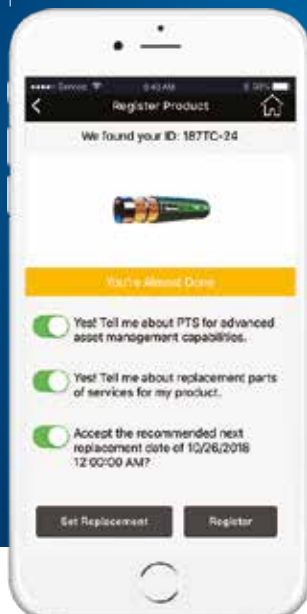 Register Product
We found your ID: 187TC-24
You're Almost Done
Yes! Tell me about PTS for advanced
asset management capabilities.
Yes! Tell me about replacement parts
of services for my product.
Accept the recommended next
replacement date of 10/26/2018
12:00:00 AM?
Set Replacement
Register